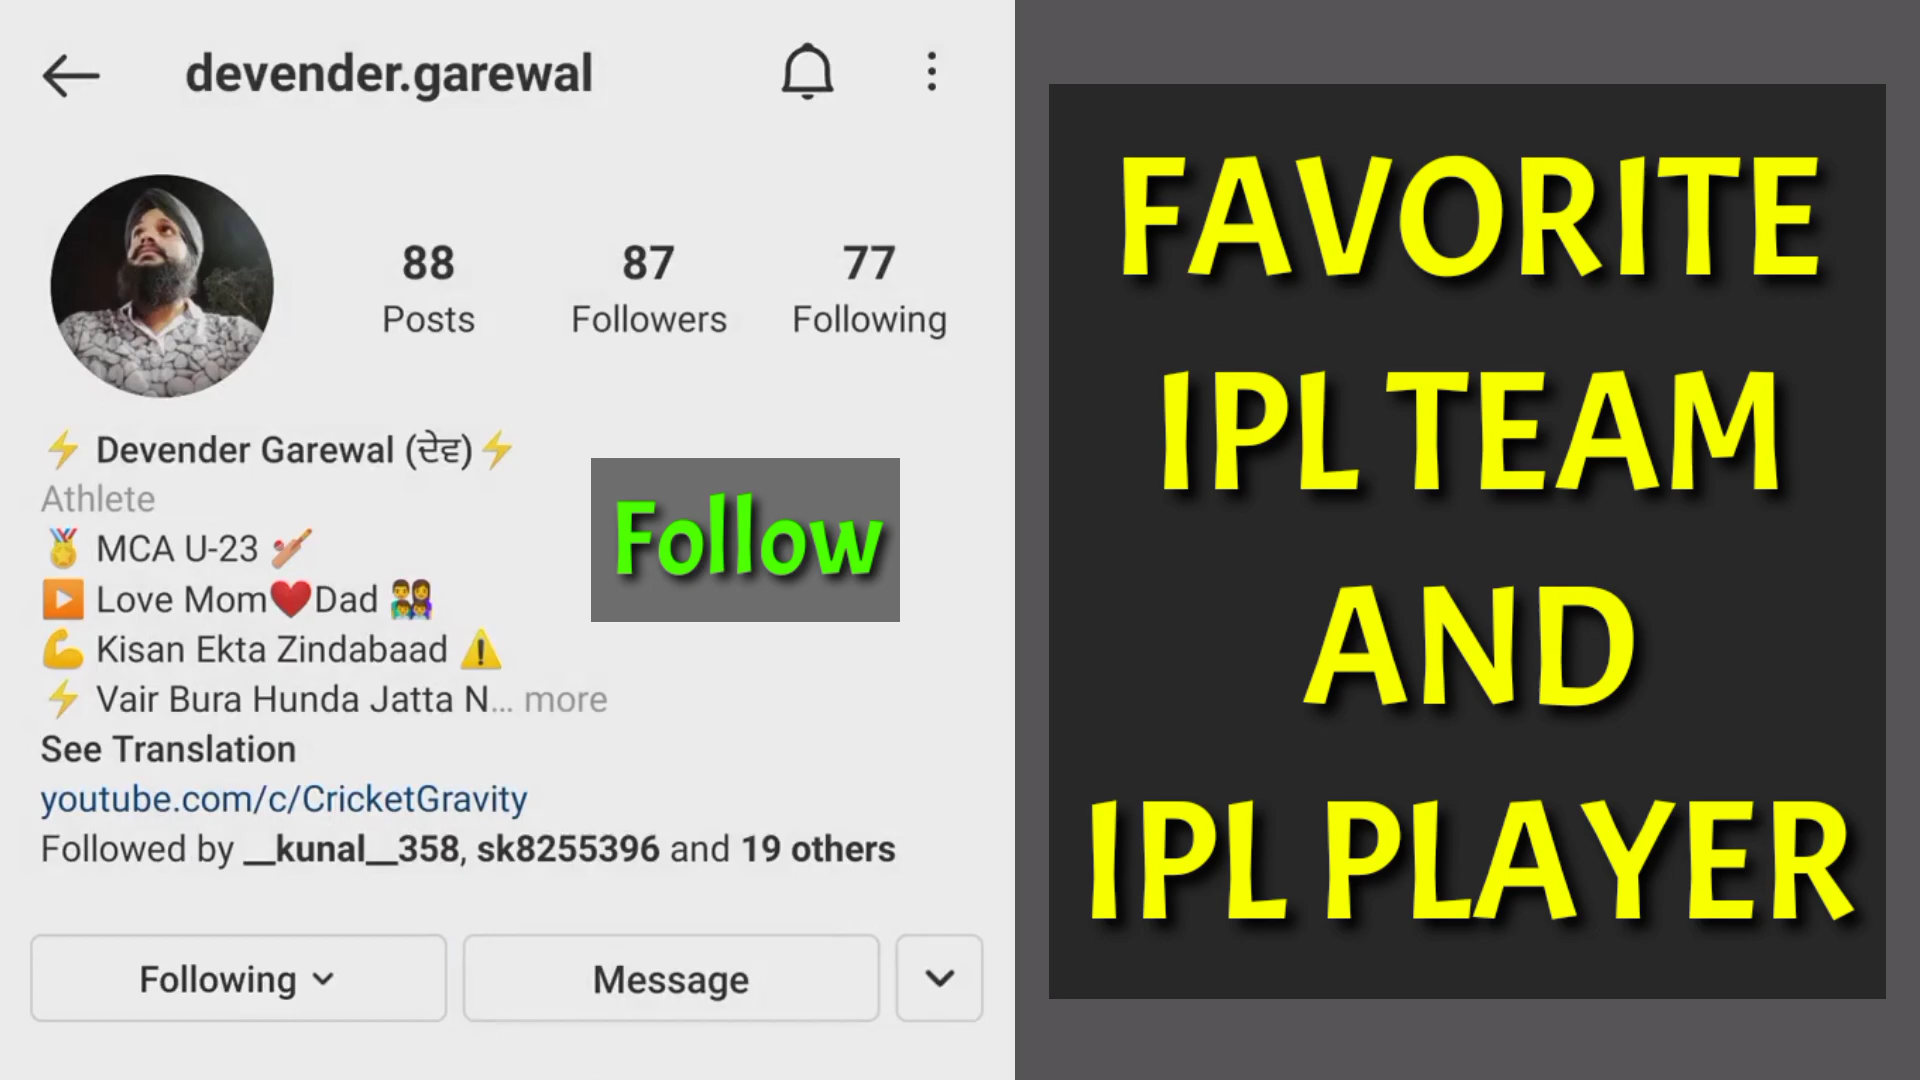 devender.garewal
88
Posts
87
Followers
77
Following
⚡ Devender Garewal (ਦੇਵ)⚡
Athlete
🏅 MCA U-23 🏏
▶️ Love Mom❤️Dad 👨‍👩‍👦‍👦
💪 Kisan Ekta Zindabaad ⚠️
⚡ Vair Bura Hunda Jatta N... more
See Translation
youtube.com/c/CricketGravity
Followed by __kunal__358, sk8255396 and 19 others
Following
Message
Follow
FAVORITE
IPL TEAM
AND
IPL PLAYER